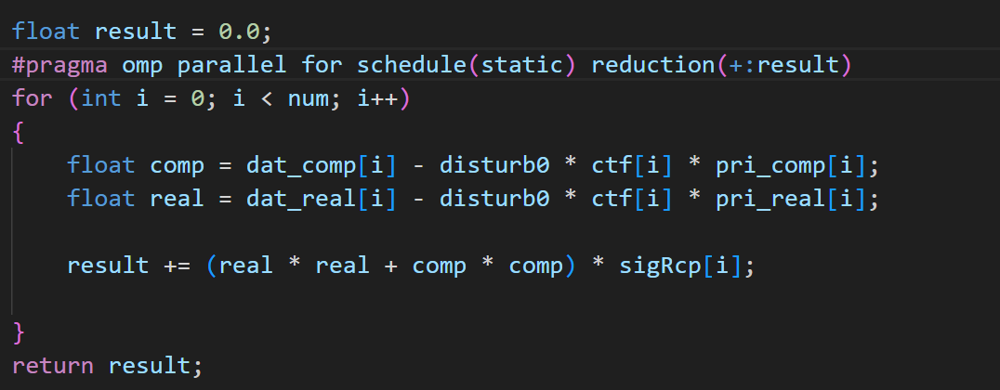 float result = 0.0;
#pragma omp parallel for schedule(static) reduction(+:result)
for (int i = 0; i < num; i++)
{
    float comp = dat_comp[i] - disturb0 * ctf[i] * pri_comp[i];
    float real = dat_real[i] - disturb0 * ctf[i] * pri_real[i];
    result += (real * real + comp * comp) * sigRcp[i];
}
return result;